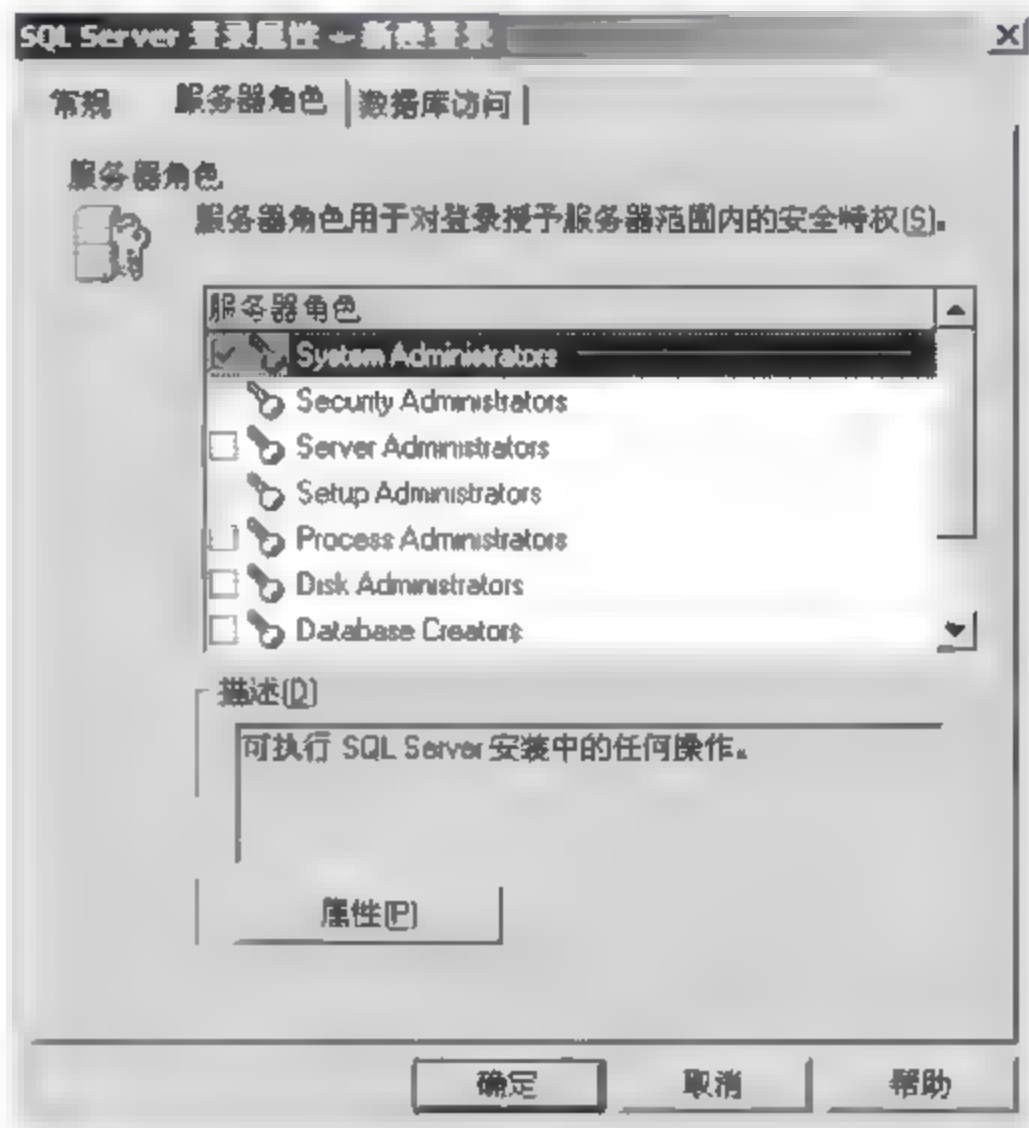 SQL Server 登录属性 - 新建登录
常规 服务器角色 数据库访问
服务器角色
服务器角色用于对登录授予服务器范围内的安全特权(S)。
服务器角色
System Administrators
Security Administrators
Server Administrators
Setup Administrators
Process Administrators
Disk Administrators
Database Creators
描述(D)
可执行 SQL Server 安装中的任何操作。
属性(P)
确定 取消 帮助